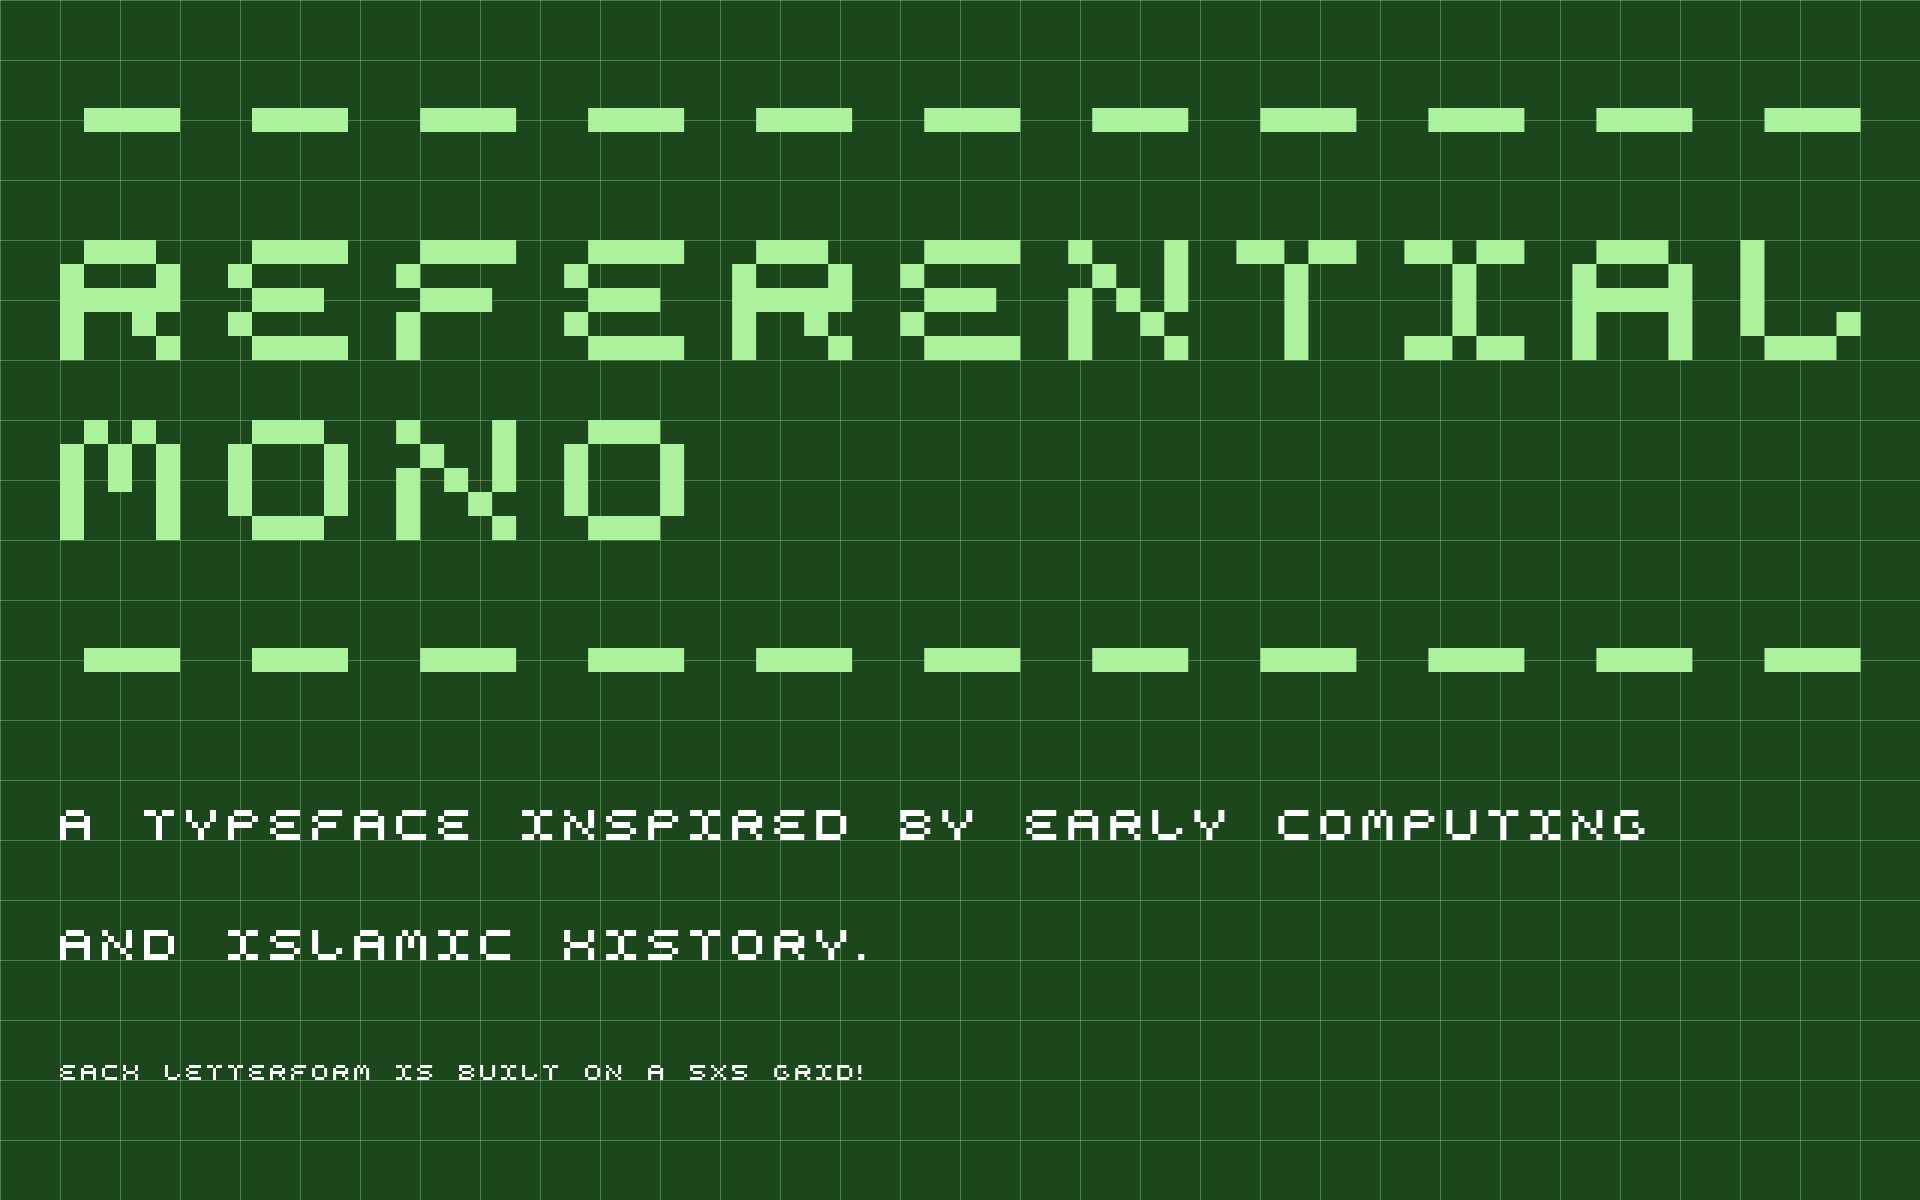 -----------
REFERENTIAL
MONO
-----------
A TYPEFACE INSPIRED BY EARLY COMPUTING
AND ISLAMIC HISTORY.
EACH LETTERFORM IS BUILT ON A 5X5 GRID!